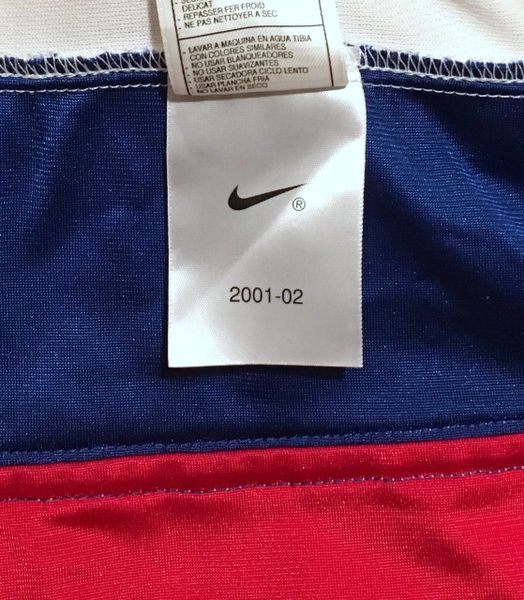 DELICAT
• REPASSER FER FROID
• NE PAS NETTOYER A SEC
• LAVAR A MAQUINA EN AGUA TIBIA
CON COLORES SIMILARES
• NO USAR BLANQUEADORES
• NO USAR SUAVIZANTES
• USAR SECADORA CICLO LENTO
• USAR PLANCHA FRIA
• NO LAVAR EN SECO
®
2001-02